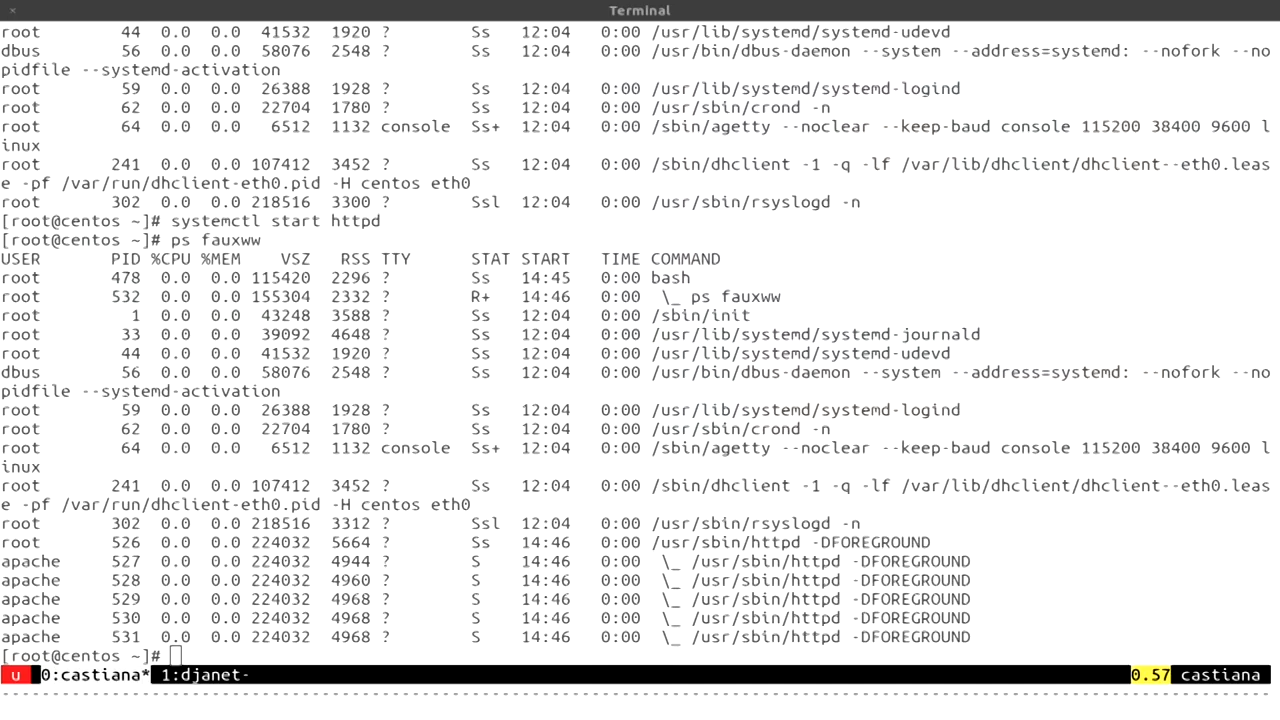 × Terminal
root        44  0.0  0.0  41532  1920 ?        Ss   12:04   0:00 /usr/lib/systemd/systemd-udevd
dbus        56  0.0  0.0  58076  2548 ?        Ss   12:04   0:00 /usr/bin/dbus-daemon --system --address=systemd: --nofork --no
pidfile --systemd-activation
root        59  0.0  0.0  26388  1928 ?        Ss   12:04   0:00 /usr/lib/systemd/systemd-logind
root        62  0.0  0.0  22704  1780 ?        Ss   12:04   0:00 /usr/sbin/crond -n
root        64  0.0  0.0   6512  1132 console  Ss+  12:04   0:00 /sbin/agetty --noclear --keep-baud console 115200 38400 9600 l
inux
root       241  0.0  0.0 107412  3452 ?        Ss   12:04   0:00 /sbin/dhclient -1 -q -lf /var/lib/dhclient/dhclient--eth0.leas
e -pf /var/run/dhclient-eth0.pid -H centos eth0
root       302  0.0  0.0 218516  3300 ?        Ssl  12:04   0:00 /usr/sbin/rsyslogd -n
[root@centos ~]# systemctl start httpd
[root@centos ~]# ps fauxww
USER       PID %CPU %MEM    VSZ   RSS TTY      STAT START   TIME COMMAND
root       478  0.0  0.0 115420  2296 ?        Ss   14:45   0:00 bash
root       532  0.0  0.0 155304  2332 ?        R+   14:46   0:00  \_ ps fauxww
root         1  0.0  0.0  43248  3588 ?        Ss   12:04   0:00 /sbin/init
root        33  0.0  0.0  39092  4648 ?        Ss   12:04   0:00 /usr/lib/systemd/systemd-journald
root        44  0.0  0.0  41532  1920 ?        Ss   12:04   0:00 /usr/lib/systemd/systemd-udevd
dbus        56  0.0  0.0  58076  2548 ?        Ss   12:04   0:00 /usr/bin/dbus-daemon --system --address=systemd: --nofork --no
pidfile --systemd-activation
root        59  0.0  0.0  26388  1928 ?        Ss   12:04   0:00 /usr/lib/systemd/systemd-logind
root        62  0.0  0.0  22704  1780 ?        Ss   12:04   0:00 /usr/sbin/crond -n
root        64  0.0  0.0   6512  1132 console  Ss+  12:04   0:00 /sbin/agetty --noclear --keep-baud console 115200 38400 9600 l
inux
root       241  0.0  0.0 107412  3452 ?        Ss   12:04   0:00 /sbin/dhclient -1 -q -lf /var/lib/dhclient/dhclient--eth0.leas
e -pf /var/run/dhclient-eth0.pid -H centos eth0
root       302  0.0  0.0 218516  3312 ?        Ssl  12:04   0:00 /usr/sbin/rsyslogd -n
root       526  0.0  0.0 224032  5664 ?        Ss   14:46   0:00 /usr/sbin/httpd -DFOREGROUND
apache     527  0.0  0.0 224032  4944 ?        S    14:46   0:00  \_ /usr/sbin/httpd -DFOREGROUND
apache     528  0.0  0.0 224032  4960 ?        S    14:46   0:00  \_ /usr/sbin/httpd -DFOREGROUND
apache     529  0.0  0.0 224032  4968 ?        S    14:46   0:00  \_ /usr/sbin/httpd -DFOREGROUND
apache     530  0.0  0.0 224032  4968 ?        S    14:46   0:00  \_ /usr/sbin/httpd -DFOREGROUND
apache     531  0.0  0.0 224032  4968 ?        S    14:46   0:00  \_ /usr/sbin/httpd -DFOREGROUND
[root@centos ~]#
u 0:castiana* 1:djanet- 0.57 castiana